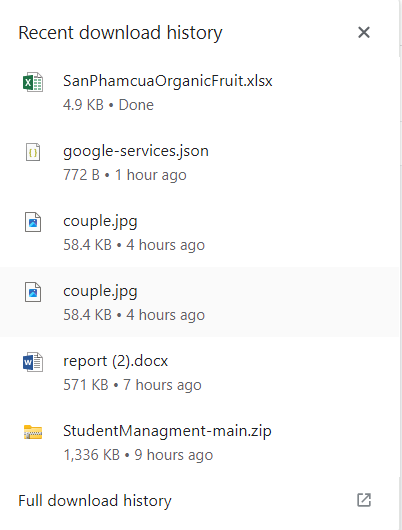 Recent download history
SanPhamcuaOrganicFruit.xlsx
4.9 KB • Done
google-services.json
772 B • 1 hour ago
couple.jpg
58.4 KB • 4 hours ago
couple.jpg
58.4 KB • 4 hours ago
report (2).docx
571 KB • 7 hours ago
StudentManagment-main.zip
1,336 KB • 9 hours ago
Full download history